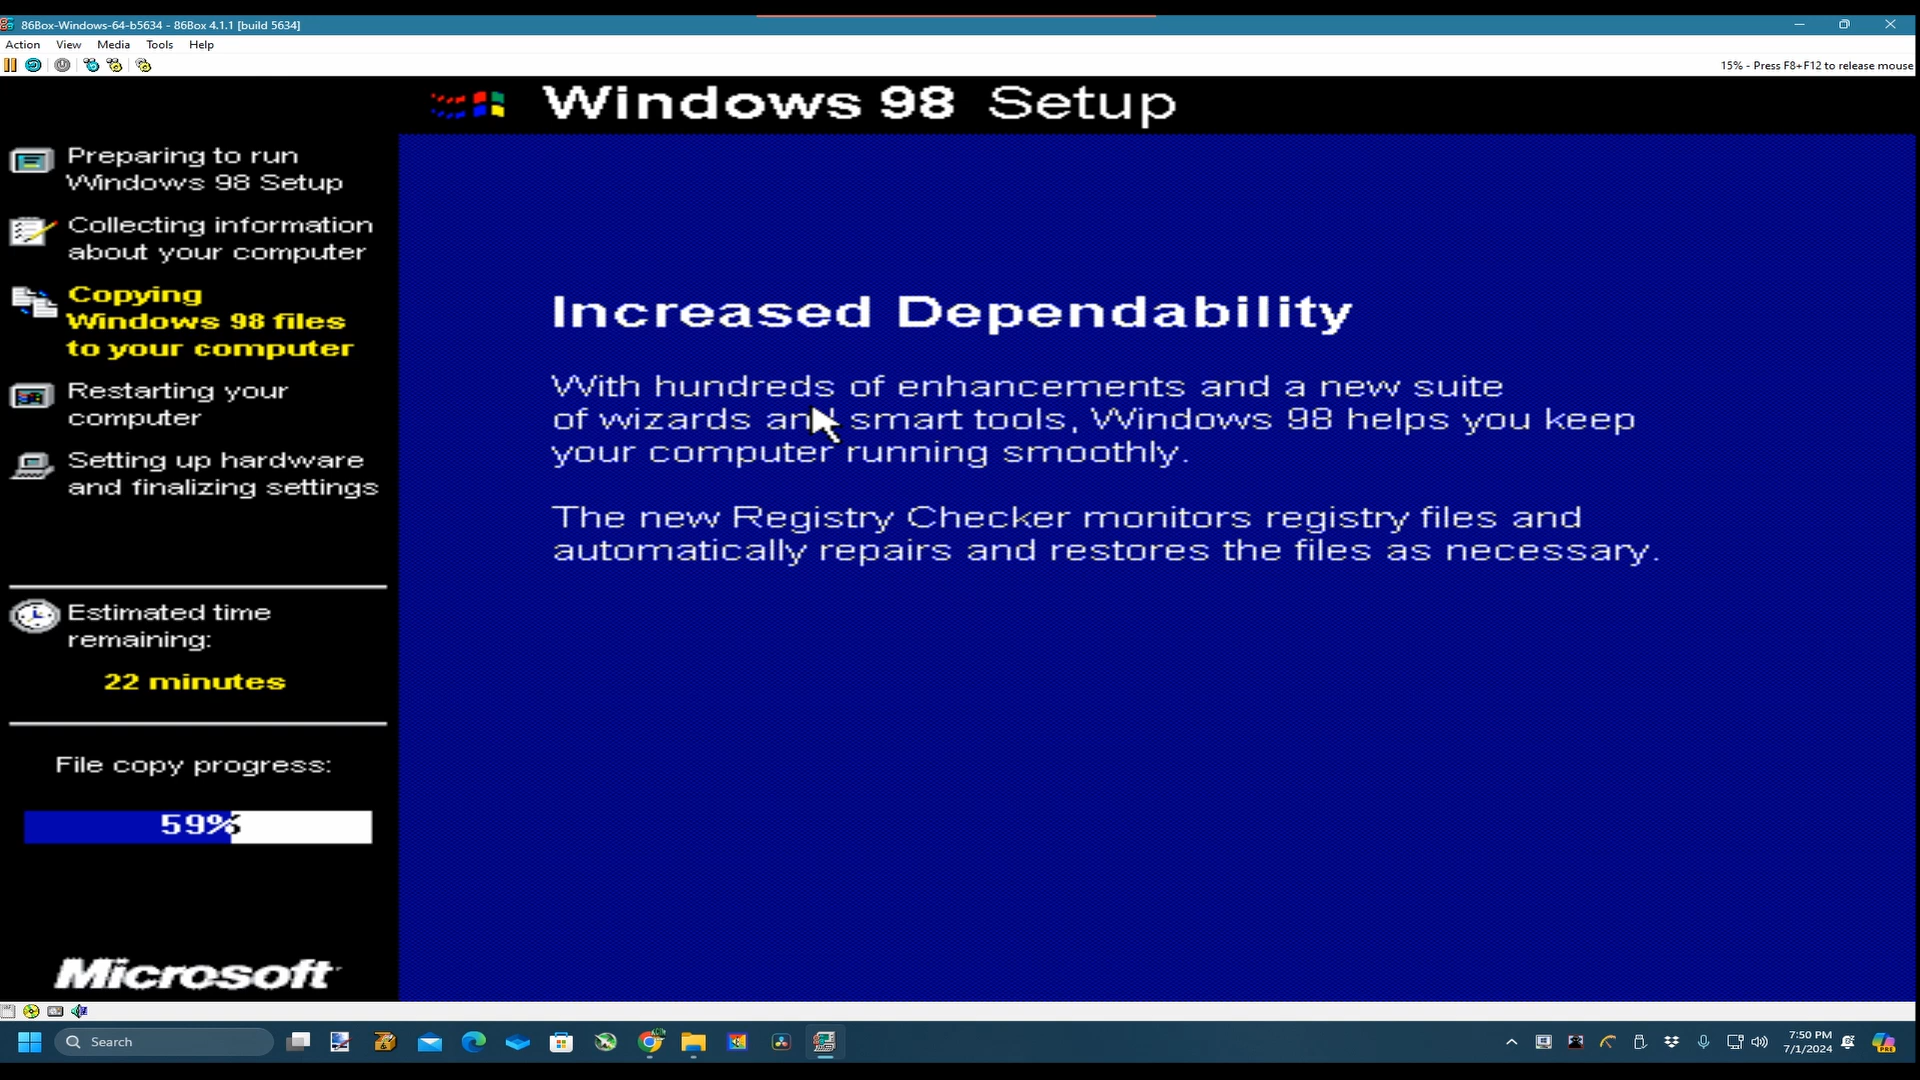 86Box-Windows-64-b5634 - 86Box 4.1.1 [build 5634]
Action View Media Tools Help
15% - Press F8+F12 to release mouse
Windows 98 Setup
Preparing to run
Windows 98 Setup
Collecting information
about your computer
Copying
Windows 98 files
to your computer
Restarting your
computer
Setting up hardware
and finalizing settings
Estimated time
remaining:
22 minutes
File copy progress:
59%
Microsoft
Increased Dependability
With hundreds of enhancements and a new suite
of wizards and smart tools, Windows 98 helps you keep
your computer running smoothly.
The new Registry Checker monitors registry files and
automatically repairs and restores the files as necessary.
Search
7:50 PM
7/1/2024
PRE